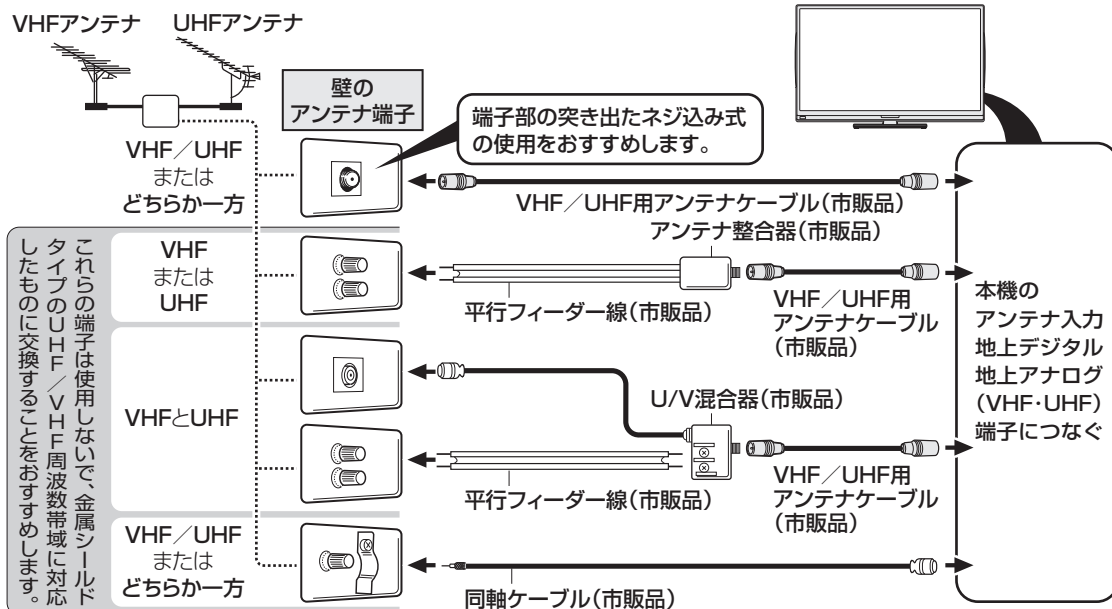 VHFアンテナ
UHFアンテナ
壁の
アンテナ端子
端子部の突き出たネジ込み式
の使用をおすすめします。
VHF／UHF
または
どちらか一方
VHF／UHF用アンテナケーブル（市販品）
これらの端子は使用しないで、金属シールド
タイプのUHF／VHF周波数帯域に対応
したものに交換することをおすすめします。
VHF
または
UHF
アンテナ整合器（市販品）
平行フィーダー線（市販品）
VHF／UHF用
アンテナケーブル
（市販品）
VHFとUHF
U/V混合器（市販品）
平行フィーダー線（市販品）
VHF／UHF用
アンテナケーブル
（市販品）
VHF／UHF
または
どちらか一方
同軸ケーブル（市販品）
本機の
アンテナ入力
地上デジタル
地上アナログ
（VHF・UHF）
端子につなぐ